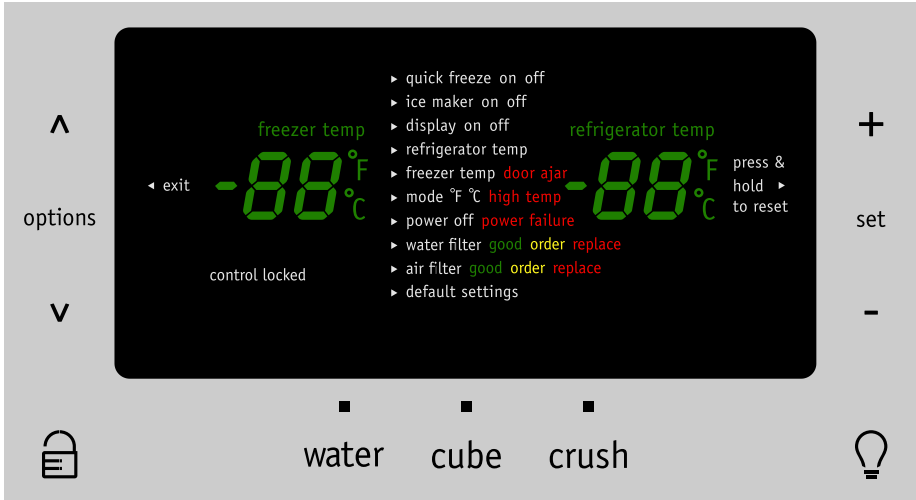 quick freeze on off
ice maker on off
display on off
freezer temp
refrigerator temp
refrigerator temp
-88 °F °C
-88 °F °C
exit
freezer temp door ajar
mode °F °C high temp
power off power failure
water filter good order replace
air filter good order replace
default settings
press &
hold
to reset
control locked
options
set
+
-
water cube crush